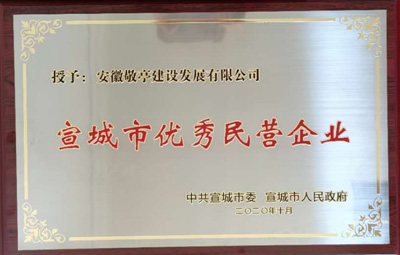 授予：安徽敬亭建设发展有限公司
宣城市优秀民营企业
中共宣城市委 宣城市人民政府
二〇二〇年十月